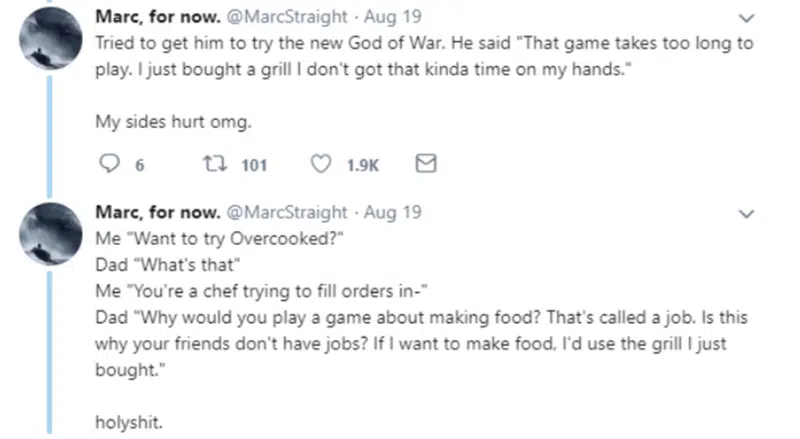 Marc, for now. @MarcStraight · Aug 19
Tried to get him to try the new God of War. He said "That game takes too long to
play. I just bought a grill I don't got that kinda time on my hands."
My sides hurt omg.
6 101 1.9K
Marc, for now. @MarcStraight · Aug 19
Me "Want to try Overcooked?"
Dad "What's that"
Me "You're a chef trying to fill orders in-"
Dad "Why would you play a game about making food? That's called a job. Is this
why your friends don't have jobs? If I want to make food, I'd use the grill I just
bought."
holyshit.